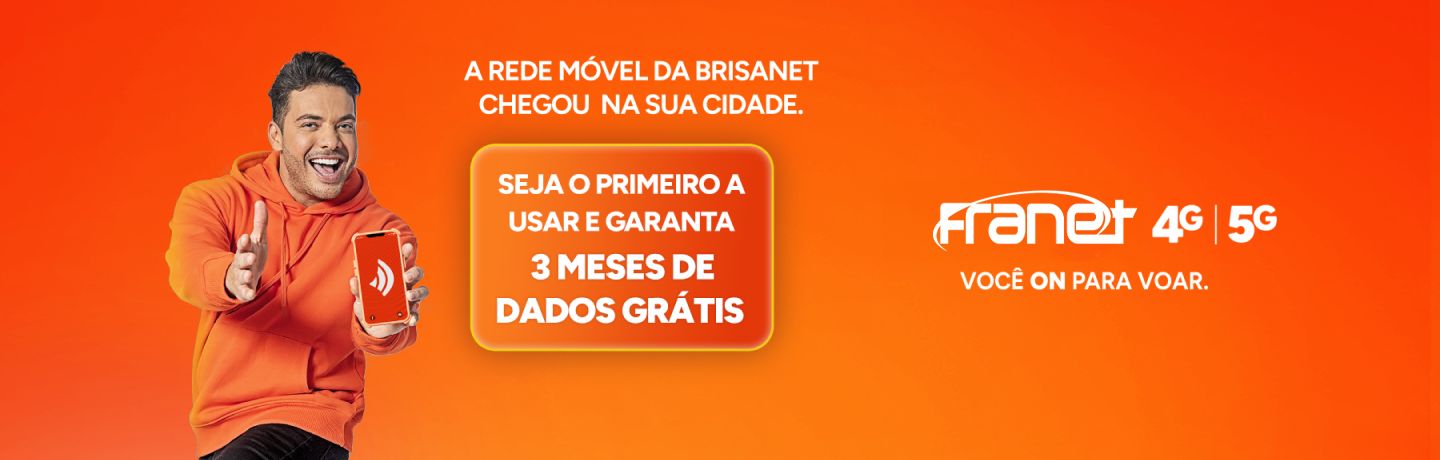 A REDE MÓVEL DA BRISANET
CHEGOU NA SUA CIDADE.
SEJA O PRIMEIRO A
USAR E GARANTA
3 MESES DE
DADOS GRÁTIS
Franet 4G | 5G
VOCÊ ON PARA VOAR.